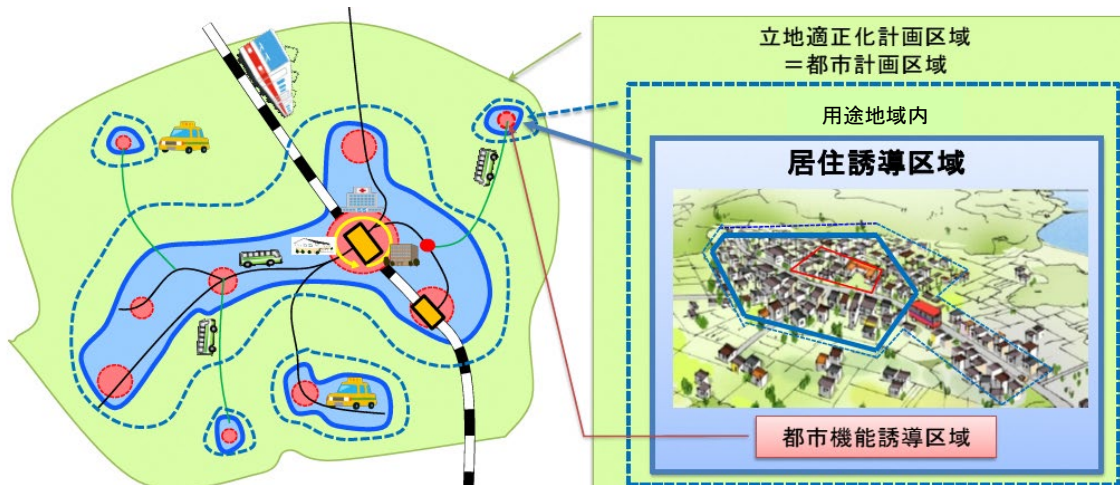 立地適正化計画区域
＝都市計画区域
用途地域内
居住誘導区域
都市機能誘導区域